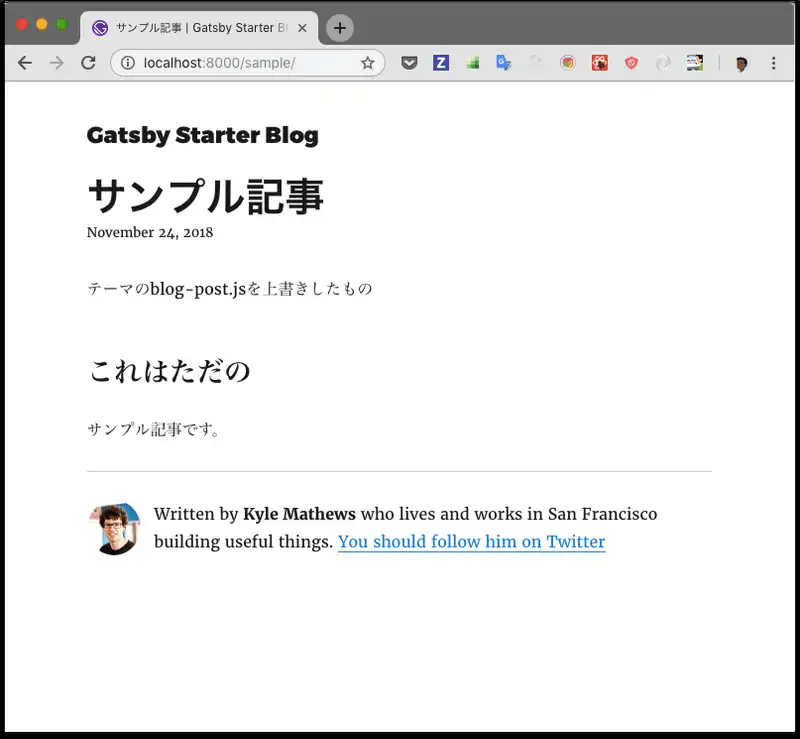 サンプル記事 | Gatsby Starter B
localhost:8000/sample/
Gatsby Starter Blog
サンプル記事
November 24, 2018
テーマのblog-post.jsを上書きしたもの
これはただの
サンプル記事です。
Written by Kyle Mathews who lives and works in San Francisco
building useful things. You should follow him on Twitter